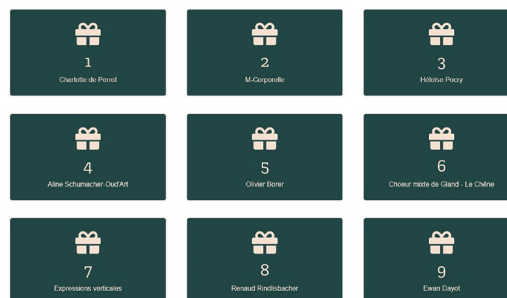 1
Charlotte de Perrot
2
M-Corporelle
3
Héloïse Pocry
4
Aline Schumacher-Oud'Art
5
Olivier Borer
6
Choeur mixte de Gland - Le Chêne
7
Expressions verticales
8
Renaud Rindlisbacher
9
Ewan Dayot